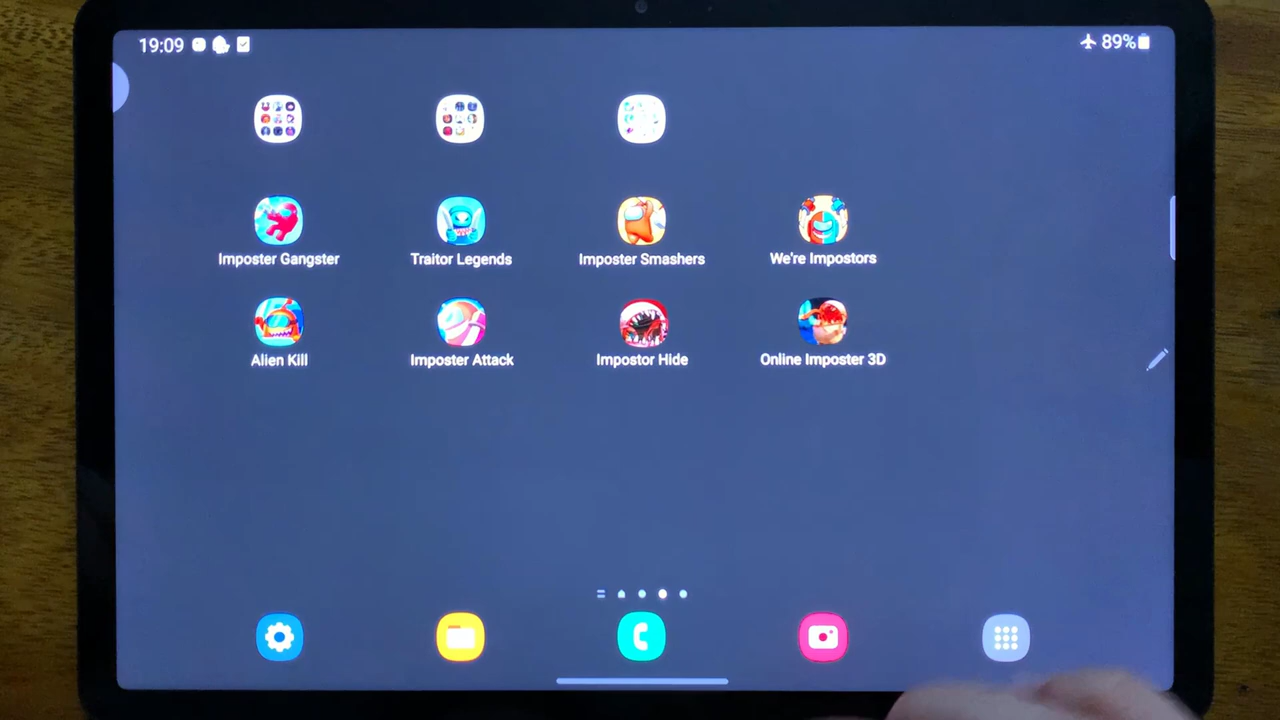 19:09
89%
Imposter Gangster
Traitor Legends
Imposter Smashers
We're Impostors
Alien Kill
Imposter Attack
Impostor Hide
Online Imposter 3D